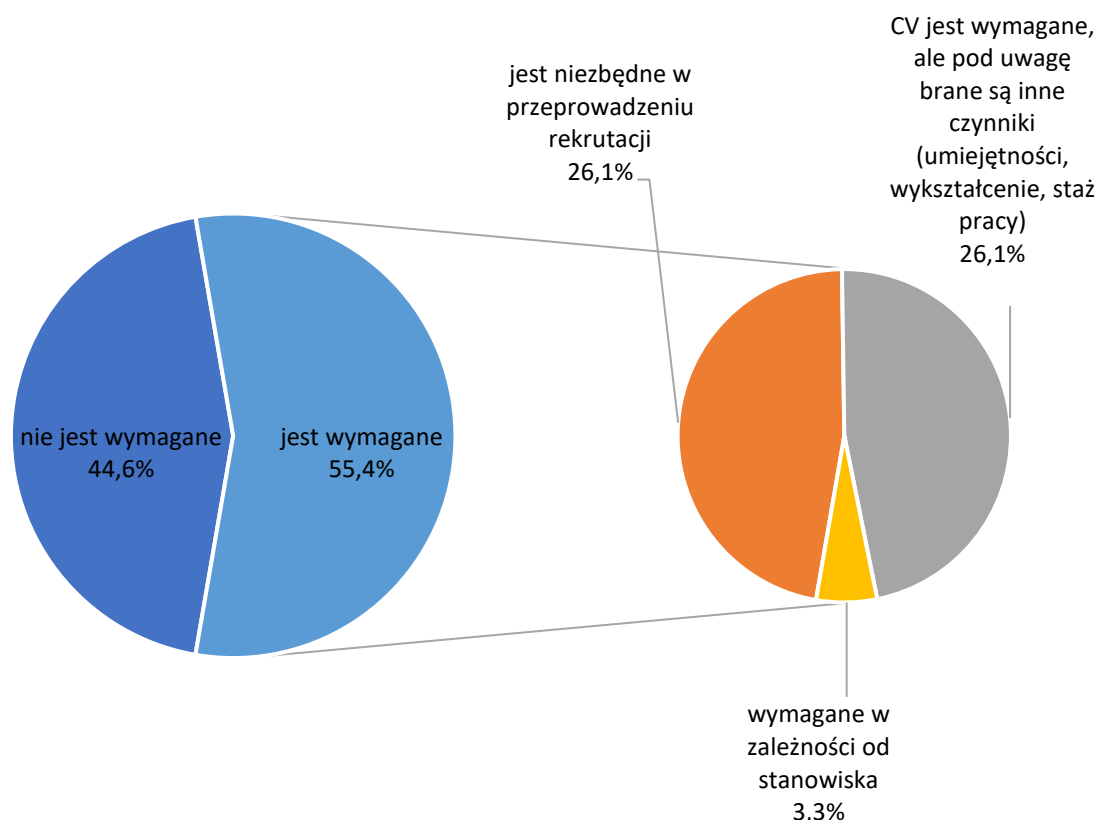 CV jest wymagane,
ale pod uwagę
brane są inne
czynniki
(umiejętności,
wykształcenie, staż
pracy)
26,1%
jest niezbędne w
przeprowadzeniu
rekrutacji
26,1%
nie jest wymagane
44,6%
jest wymagane
55,4%
wymagane w
zależności od
stanowiska
3,3%